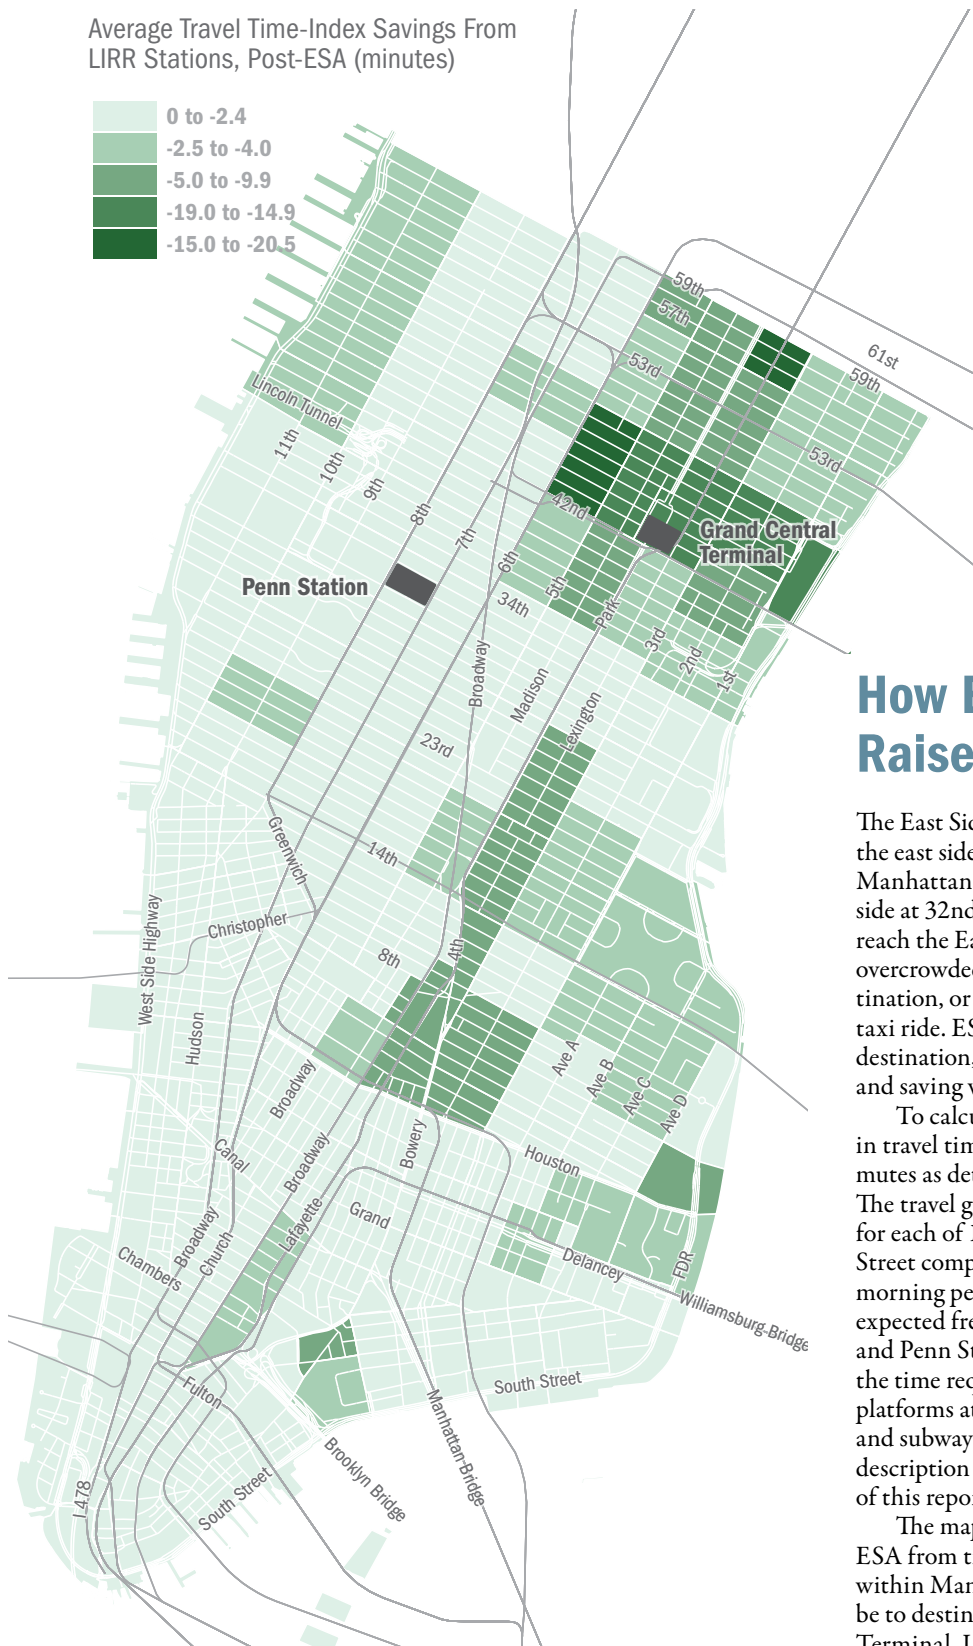 Average Travel Time-Index Savings From
LIRR Stations, Post-ESA (minutes)
0 to -2.4
-2.5 to -4.0
-5.0 to -9.9
-19.0 to -14.9
-15.0 to -20.5
59th
57th
61st
53rd
59th
Lincoln Tunnel
11th
10th
9th
53rd
8th
7th
42nd
Grand Central
Terminal
6th
5th
Penn Station
34th
Park
3rd
2nd
1st
Broadway
Madison
Lexington
23rd
Greenwich
14th
West Side Highway
Christopher
8th
4th
Hudson
Broadway
Ave A
Ave B
Ave C
Ave D
Canal
Broadway
Bowery
Houston
Broadway
Church
Lafayette
Grand
Chambers
Delancey
FDR
Williamsburg-Bridge
Fulton
South Street
Manhattan-Bridge
Brooklyn Bridge
I 478
South Street
How E
Raise
The East Sid
the east side
Manhattan
side at 32nd
reach the Ea
overcrowded
tination, or
taxi ride. ES
destination,
and saving v
To calcu
in travel tim
mutes as det
The travel g
for each of
Street comp
morning pe
expected fre
and Penn St
the time req
platforms at
and subway
description
of this repor
The map
ESA from t
within Man
be to destin
Terminal. I